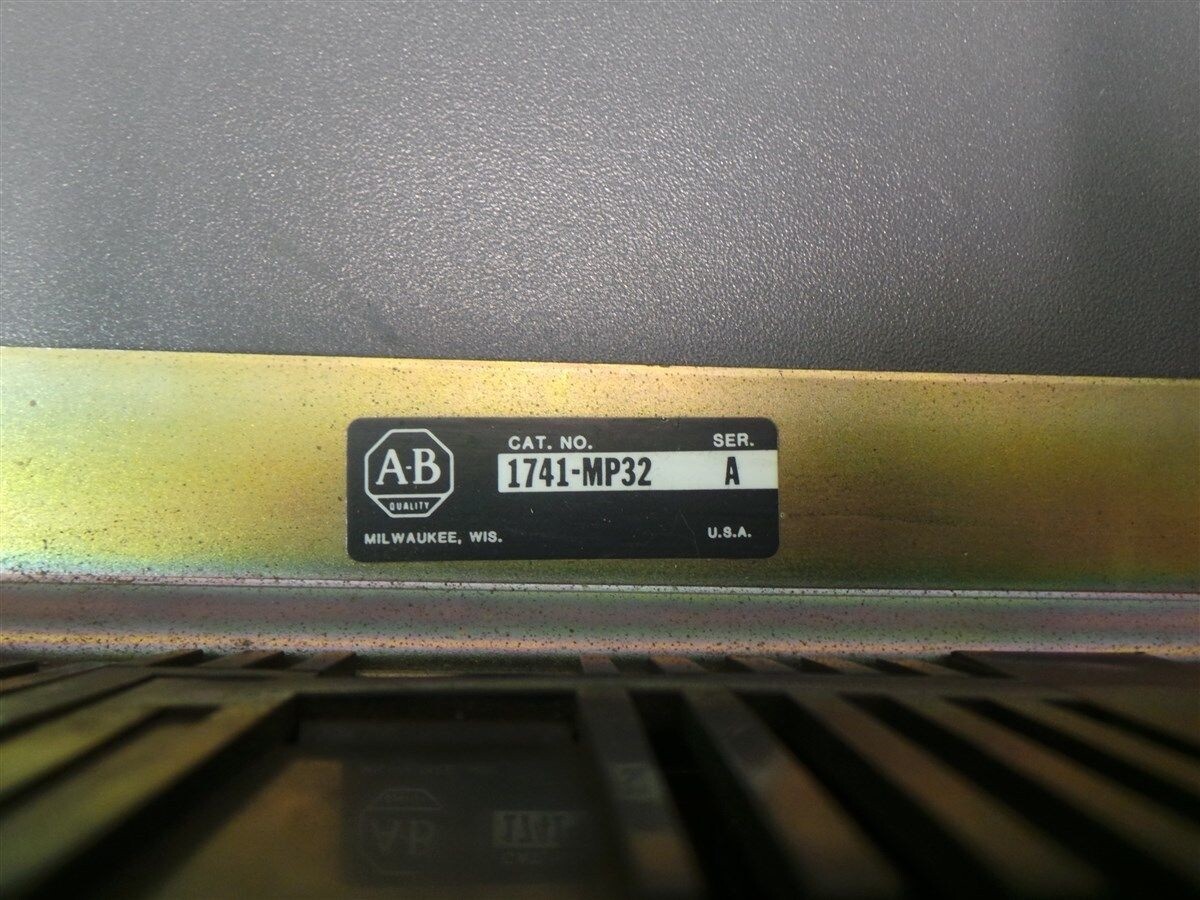 A-B
QUALITY
CAT. NO. SER.
1741-MP32 A
MILWAUKEE, WIS. U.S.A.